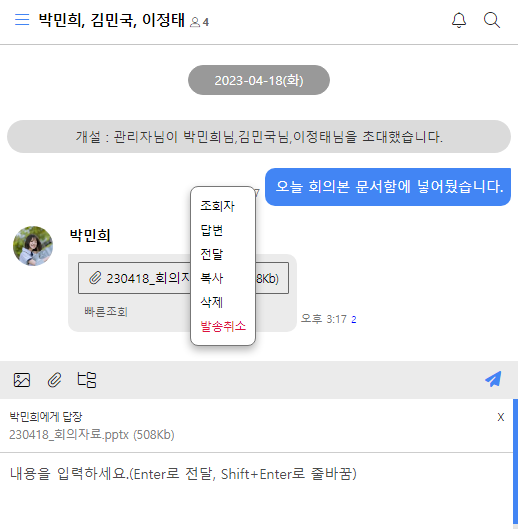 박민희, 김민국, 이정태 4
2023-04-18(화)
개설 : 관리자님이 박민희님,김민국님,이정태님을 초대했습니다.
오늘 회의본 문서함에 넣어뒀습니다.
박민희
230418_회의자 8Kb)
빠른조회
오후 3:17 2
조회자
답변
전달
복사
삭제
발송취소
박민희에게 답장 X
230418_회의자료.pptx (508Kb)
내용을 입력하세요.(Enter로 전달, Shift+Enter로 줄바꿈)